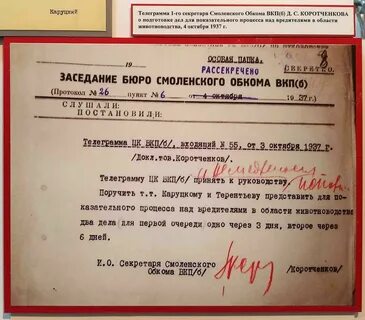 Каруцкий
Телеграмма 1-го секретаря Смоленского Обкома ВКП(б) Д. С. КОРОТЧЕНКОВА
о подготовке дел для показательного процесса над вредителями в области
животноводства, 4 октября 1937 г.
ОСОБАЯ ПАПКА.
РАССЕКРЕЧЕНО
СЕКРЕТНО.
ЗАСЕДАНИЕ БЮРО СМОЛЕНСКОГО ОБКОМА ВКП(б)
(Протокол № 26 пункт № 6 от 4 октября 1937 г.)
СЛУШАЛИ:
ПОСТАНОВИЛИ:
Телеграмма ЦК ВКП/б/, входящий N 55, от 3 октября 1937 г.
/Докл.тов.Коротченков/.
Телеграмму ЦК ВКП/б/ принять к руководству
Поручить т.т. Каруцкому и Терентьеву представить для по-
казательного процесса над вредителями в области животноводства
два дела для первой очереди одно через 3 дня, второе через
6 дней.
И.О. Секретаря Смоленского
Обкома ВКП/б/
/Коротченков/